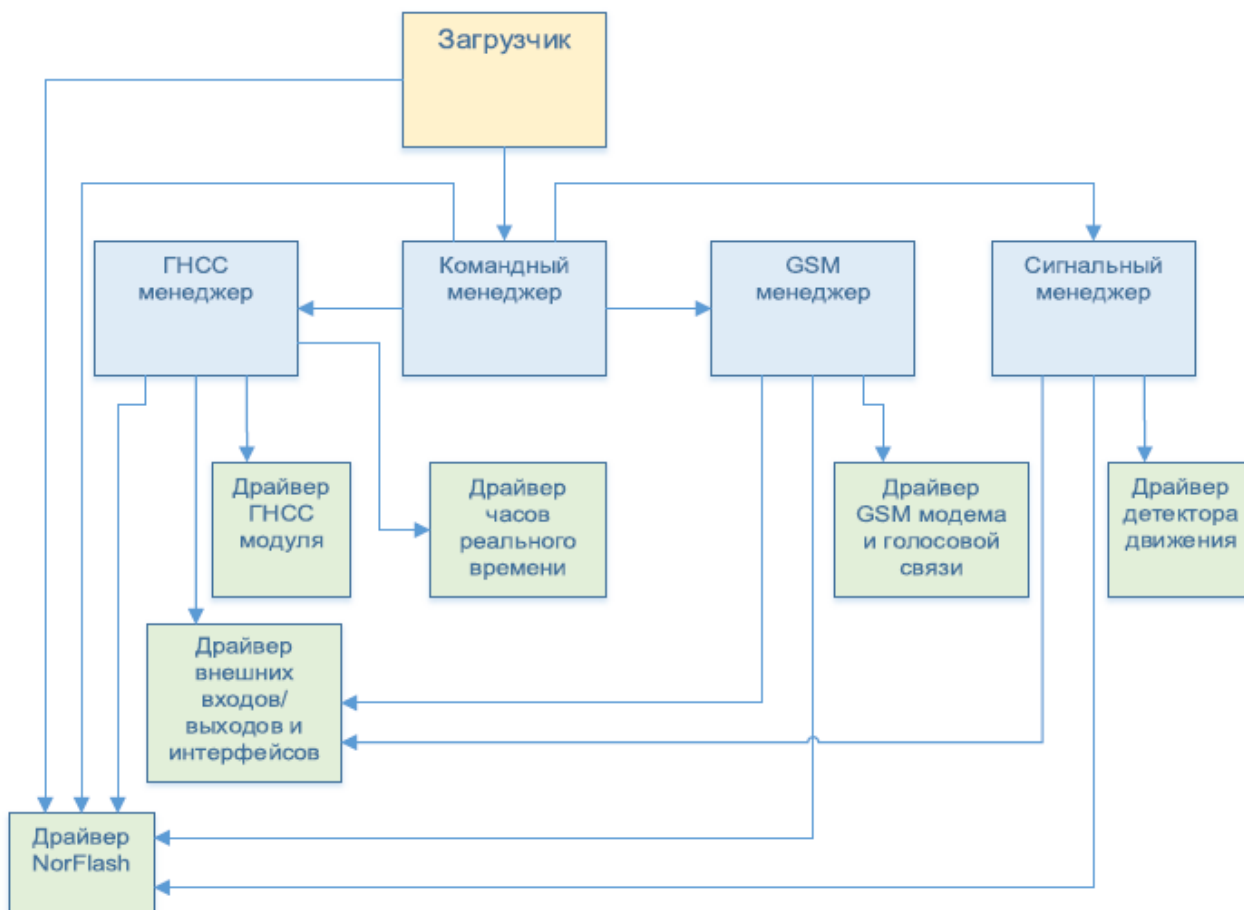 Загрузчик
ГНСС
менеджер
Командный
менеджер
GSM
менеджер
Сигнальный
менеджер
Драйвер
ГНСС
модуля
Драйвер
часов
реального
времени
Драйвер
GSM модема
и голосовой
связи
Драйвер
детектора
движения
Драйвер
внешних
входов/
выходов и
интерфейсов
Драйвер
NorFlash